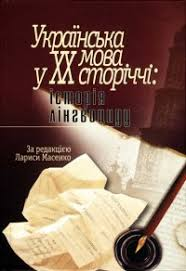 Українська
мова
у XX сторіччі:
історія
лінгвоциду
За редакцією
Лариси Масенко